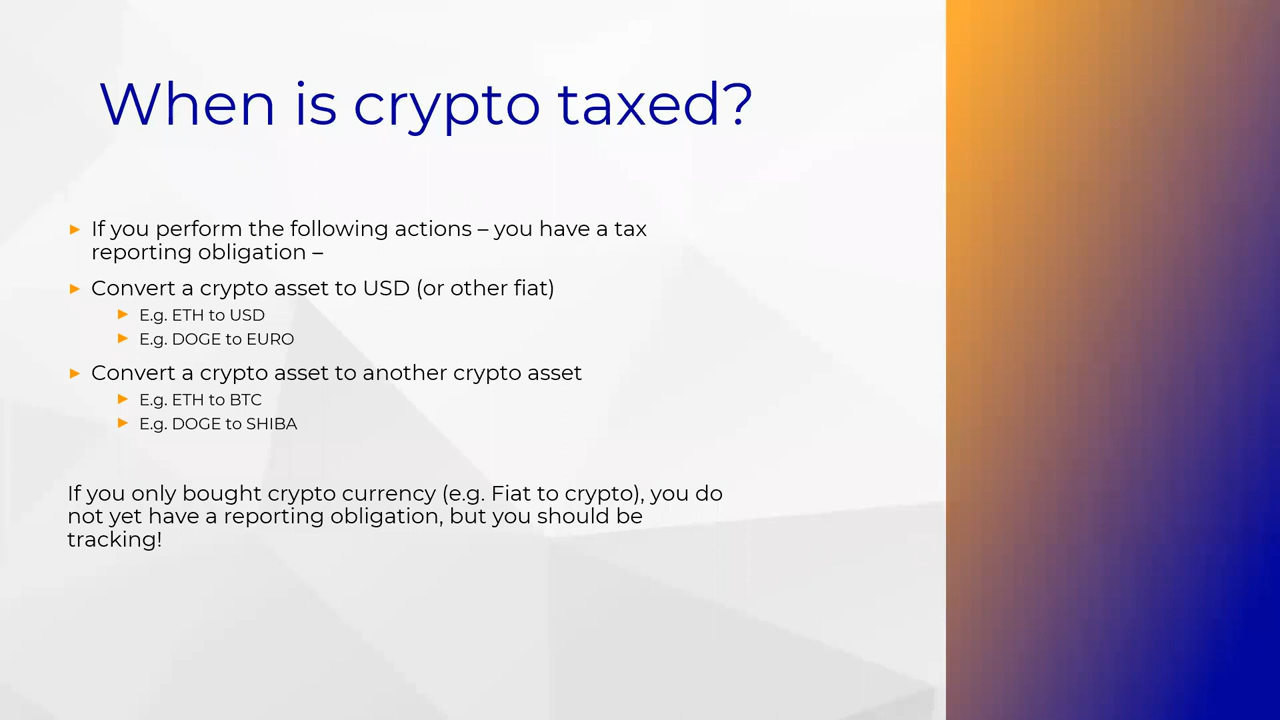 When is crypto taxed?
If you perform the following actions – you have a tax
reporting obligation –
Convert a crypto asset to USD (or other fiat)
E.g. ETH to USD
E.g. DOGE to EURO
Convert a crypto asset to another crypto asset
E.g. ETH to BTC
E.g. DOGE to SHIBA
If you only bought crypto currency (e.g. Fiat to crypto), you do
not yet have a reporting obligation, but you should be
tracking!